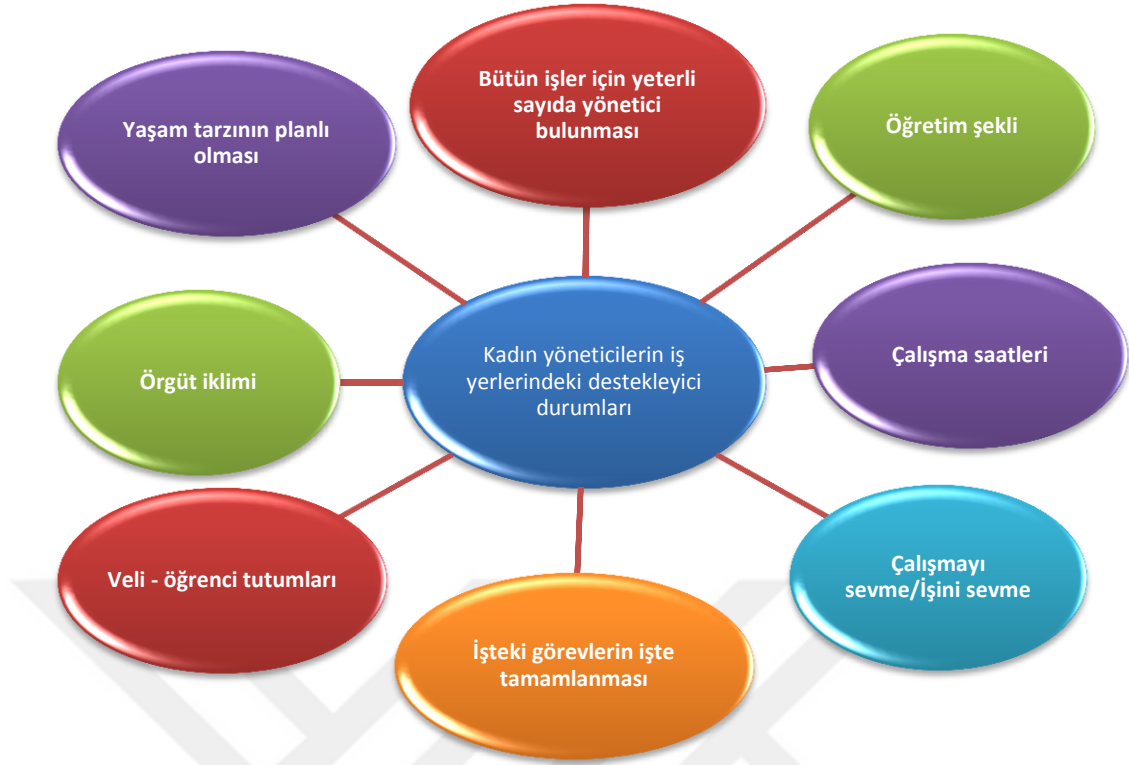 Bütün işler için yeterli
sayıda yönetici
bulunması
Öğretim şekli
Çalışma saatleri
Çalışmayı
sevme/İşini sevme
İşteki görevlerin işte
tamamlanması
Veli - öğrenci tutumları
Örgüt iklimi
Yaşam tarzının planlı
olması
Kadın yöneticilerin iş
yerlerindeki destekleyici
durumları